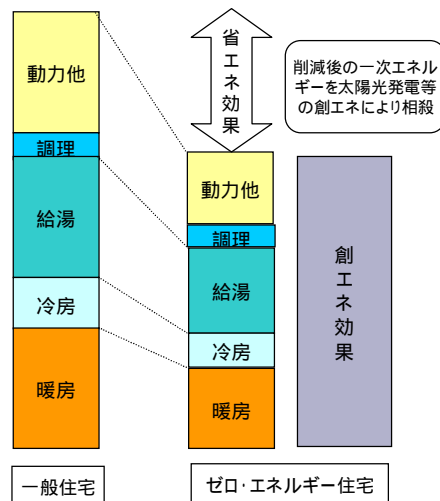 動力他
調理
給湯
冷房
暖房
一般住宅
省エネ効果
動力他
調理
給湯
冷房
暖房
ゼロ・エネルギー住宅
削減後の一次エネル
ギーを太陽光発電等
の創エネにより相殺
創エネ効果